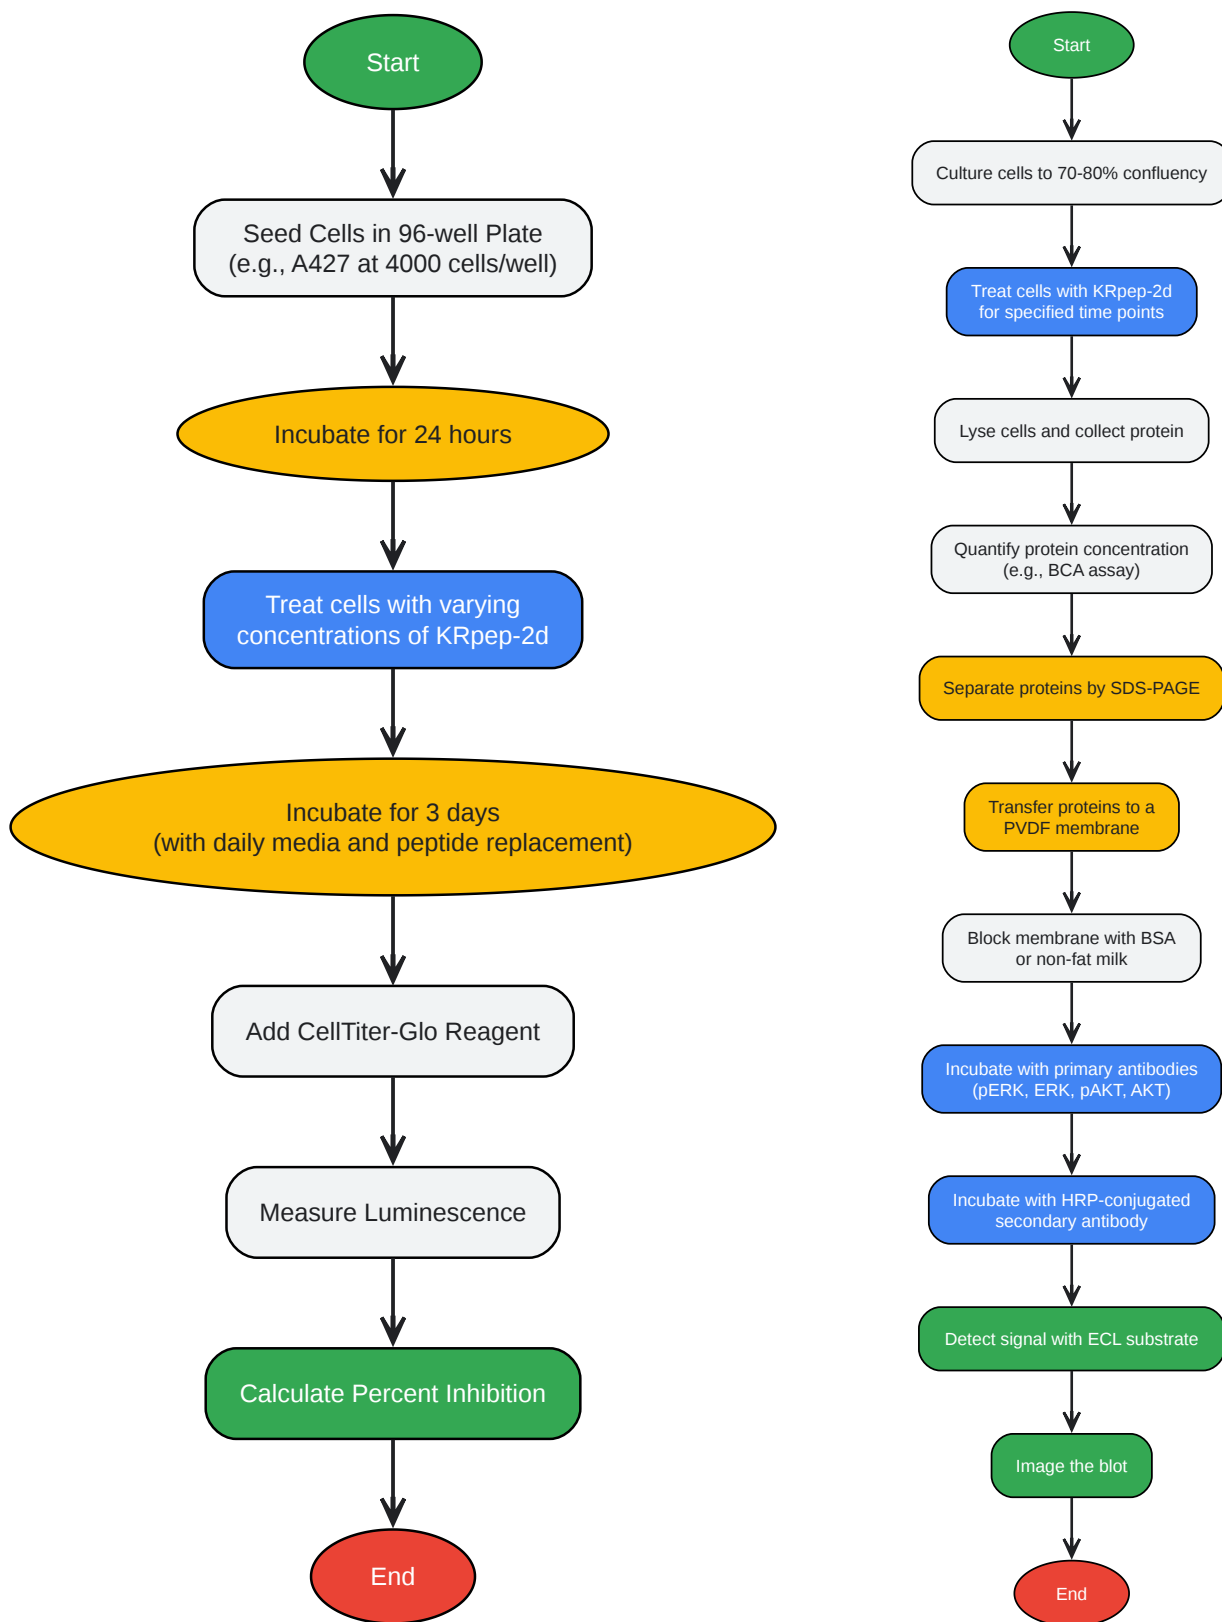 Start
Seed Cells in 96-well Plate
(e.g., A427 at 4000 cells/well)
Incubate for 24 hours
Treat cells with varying
concentrations of KRpep-2d
Incubate for 3 days
(with daily media and peptide replacement)
Add CellTiter-Glo Reagent
Measure Luminescence
Calculate Percent Inhibition
End
Start
Culture cells to 70-80% confluency
Treat cells with KRpep-2d
for specified time points
Lyse cells and collect protein
Quantify protein concentration
(e.g., BCA assay)
Separate proteins by SDS-PAGE
Transfer proteins to a
PVDF membrane
Block membrane with BSA
or non-fat milk
Incubate with primary antibodies
(pERK, ERK, pAKT, AKT)
Incubate with HRP-conjugated
secondary antibody
Detect signal with ECL substrate
Image the blot
End